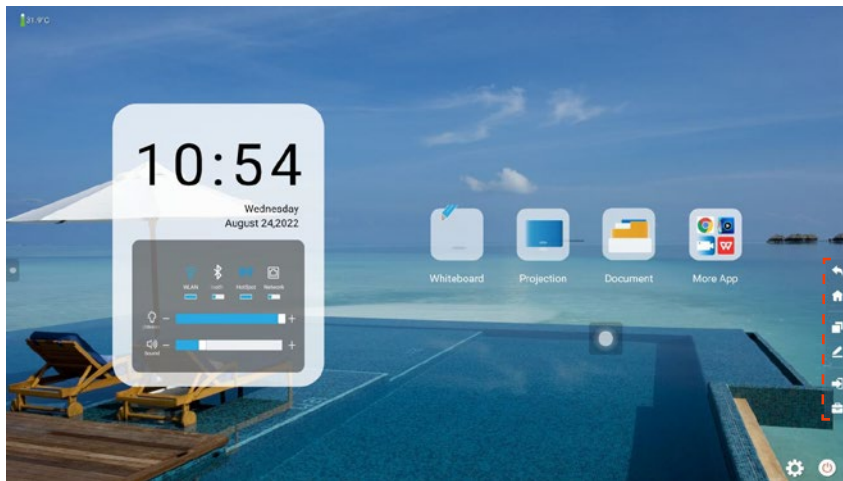 31.9°C
10:54
Wednesday
August 24,2022
WLAN
HotSpot
Network
Sound
Whiteboard
Projection
Document
More App